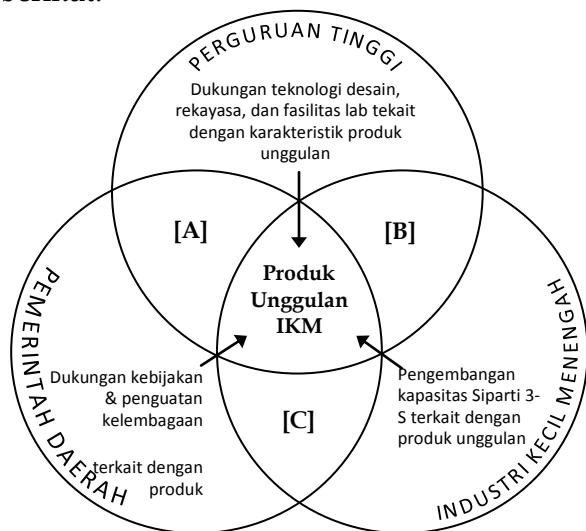 PERGURUAN TINGGI
Dukungan teknologi desain,
rekayasa, dan fasilitas lab tekait
dengan karakteristik produk
unggulan
[A]
[B]
Produk
Unggulan
IKM
PEMERINTAH DAERAH
Dukungan kebijakan
& penguatan
kelembagaan
terkait dengan
produk
[C]
Pengembangan
kapasitas Siparti 3-
S terkait dengan
produk unggulan
INDUSTRI KECIL MENENGAH